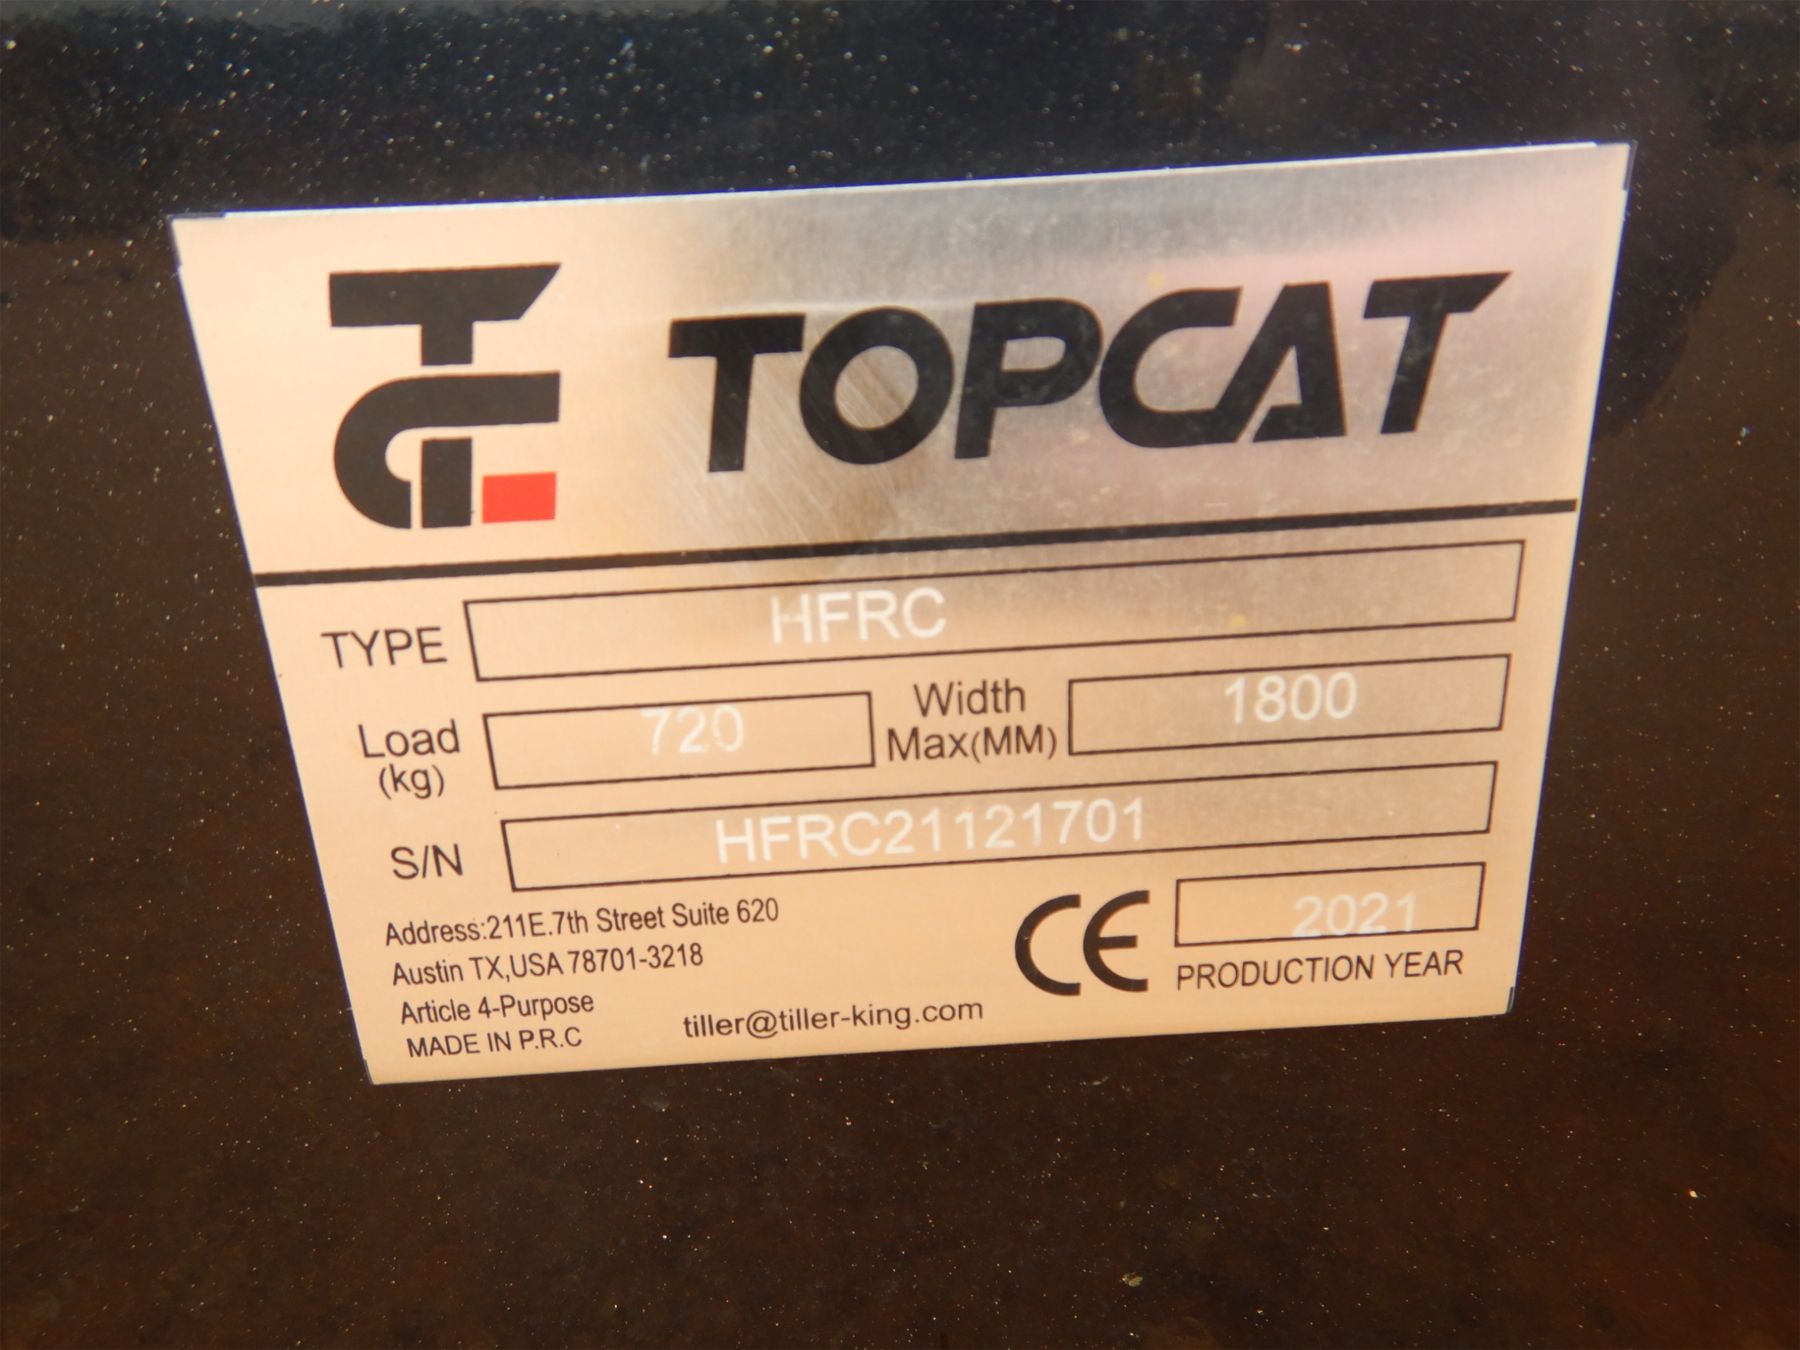 TC TOPCAT
TYPE HFRC
Load (kg) 720 Width Max(MM) 1800
S/N HFRC21121701
Address:211E.7th Street Suite 620
Austin TX,USA 78701-3218
Article 4-Purpose
MADE IN P.R.C
tiller@tiller-king.com
CE 2021
PRODUCTION YEAR